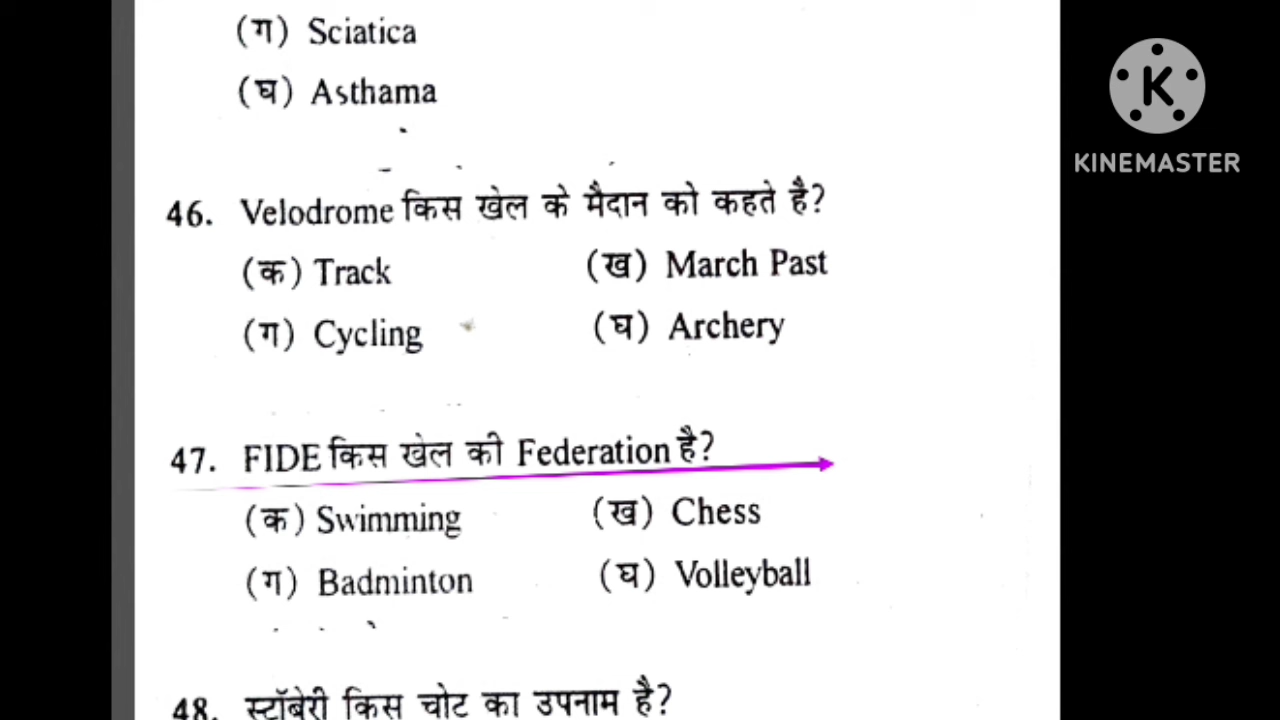 (ग) Sciatica
(घ) Asthama
K
KINEMASTER
46. Velodrome किस खेल के मैदान को कहते है?
(क) Track (ख) March Past
(ग) Cycling (घ) Archery
47. FIDE किस खेल की Federation है?
(क) Swimming (ख) Chess
(ग) Badminton (घ) Volleyball
48. स्टॉबेरी किस चोट का उपनाम है?